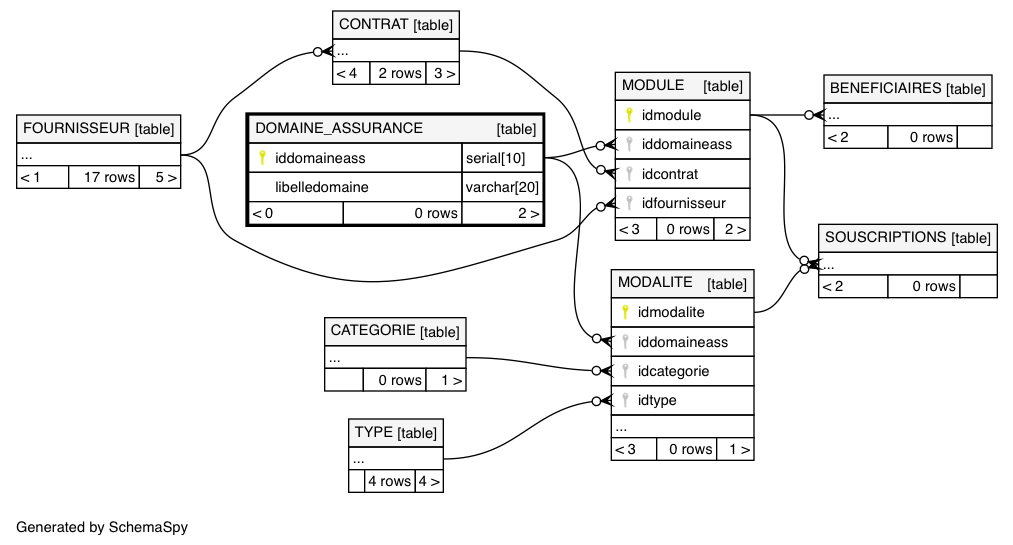 CONTRAT [table]
...
< 4 2 rows 3 >
FOURNISSEUR [table]
...
< 1 17 rows 5 >
DOMAINE_ASSURANCE [table]
iddomaineass serial[10]
libelledomaine varchar[20]
< 0 0 rows 2 >
MODULE [table]
idmodule
iddomaineass
idcontrat
idfournisseur
< 3 0 rows 2 >
BENEFICIAIRES [table]
...
< 2 0 rows
SOUSCRIPTIONS [table]
...
< 2 0 rows
MODALITE [table]
idmodalite
iddomaineass
idcategorie
idtype
...
< 3 0 rows 1 >
CATEGORIE [table]
...
0 rows 1 >
TYPE [table]
...
4 rows 4 >
Generated by SchemaSpy